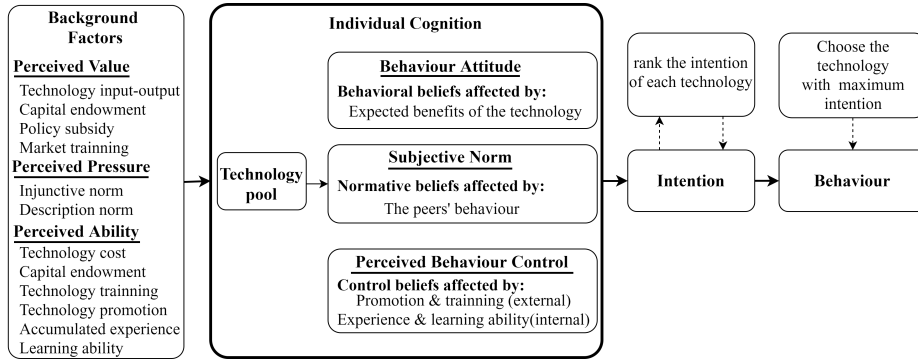 Background
Factors
Perceived Value
Technology input-output
Capital endowment
Policy subsidy
Market trainning
Perceived Pressure
Injunctive norm
Description norm
Perceived Ability
Technology cost
Capital endowment
Technology trainning
Technology promotion
Accumulated experience
Learning ability
Individual Cognition
Technology
pool
Behaviour Attitude
Behavioral beliefs affected by:
Expected benefits of the technology
Subjective Norm
Normative beliefs affected by:
The peers' behaviour
Perceived Behaviour Control
Control beliefs affected by:
Promotion & trainning (external)
Experience & learning ability(internal)
rank the intention
of each technology
Intention
Choose the
technology
with maximum
intention
Behaviour